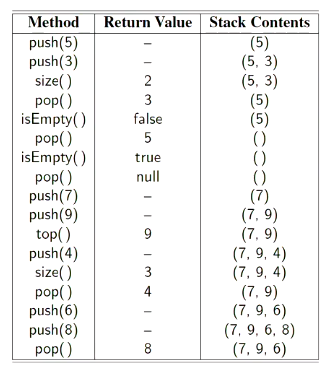 Method Return Value Stack Contents
push(5) – (5)
push(3) – (5, 3)
size( ) 2 (5, 3)
pop( ) 3 (5)
isEmpty( ) false (5)
pop( ) 5 ( )
isEmpty( ) true ( )
pop( ) null ( )
push(7) – (7)
push(9) – (7, 9)
top( ) 9 (7, 9)
push(4) – (7, 9, 4)
size( ) 3 (7, 9, 4)
pop( ) 4 (7, 9)
push(6) – (7, 9, 6)
push(8) – (7, 9, 6, 8)
pop( ) 8 (7, 9, 6)